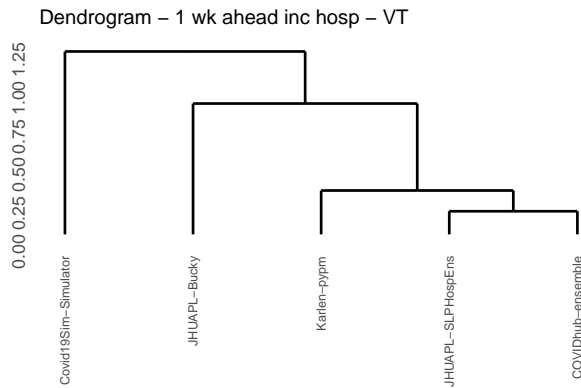 Dendrogram − 1 wk ahead inc hosp − VT
0.00 0.25 0.50 0.75 1.00 1.25
Covid19Sim−Simulator
JHUAPL−Bucky
Karlen−pypm
JHUAPL−SLPHospEns
COVIDhub−ensemble